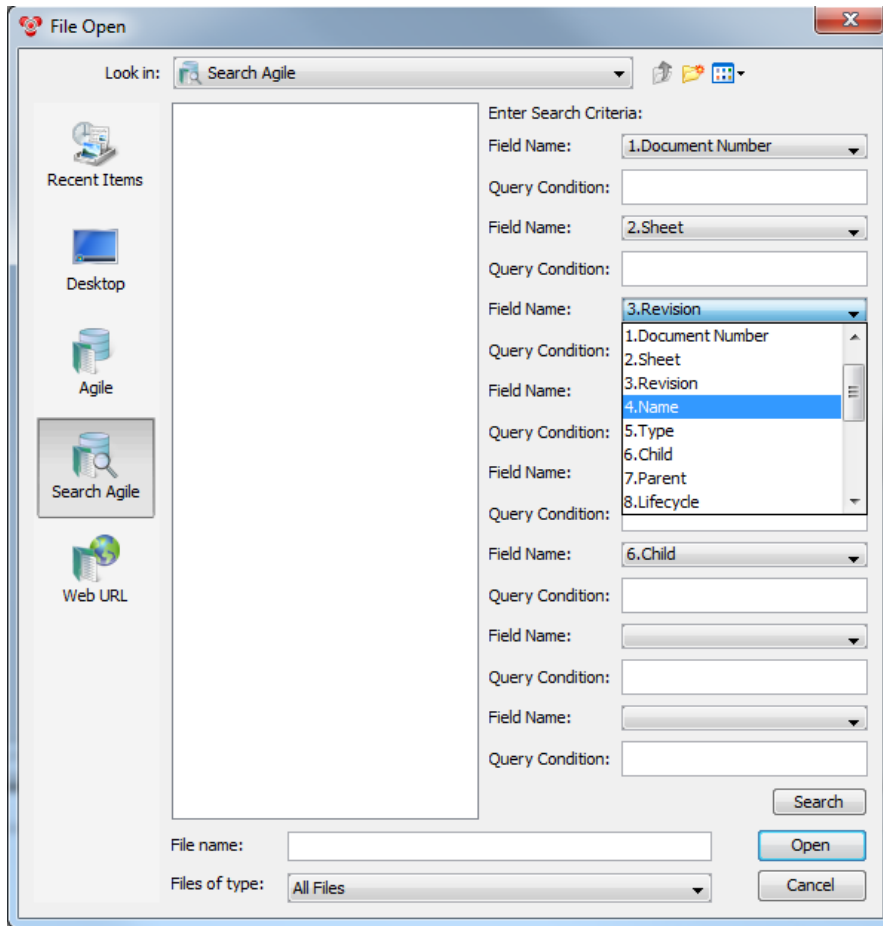 File Open
x
Look in: Search Agile
Enter Search Criteria:
Field Name: 1.Document Number
Recent Items
Query Condition:
Field Name: 2.Sheet
Query Condition:
Desktop
Field Name: 3.Revision
1.Document Number
2.Sheet
3.Revision
4.Name
5.Type
6.Child
7.Parent
8.Lifecycle
Query Condition:
Agile
Field Name:
Query Condition:
Field Name:
Search Agile
Query Condition:
Field Name: 6.Child
Web URL
Query Condition:
Field Name:
Query Condition:
Field Name:
Query Condition:
Search
File name:
Open
Files of type: All Files
Cancel